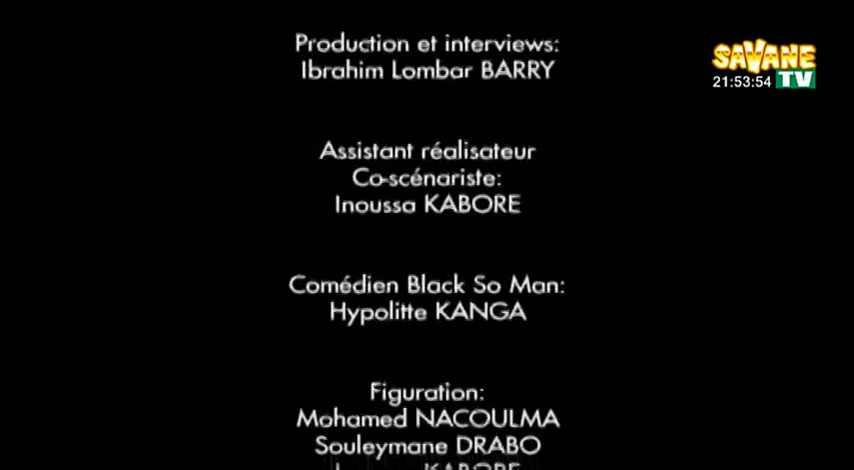 Production et interviews:
Ibrahim Lombar BARRY
SAVANE
21:53:54 TV
Assistant réalisateur
Co-scénariste:
Inoussa KABORE
Comédien Black So Man:
Hypolitte KANGA
Figuration:
Mohamed NACOULMA
Souleymane DRABO
KABORE